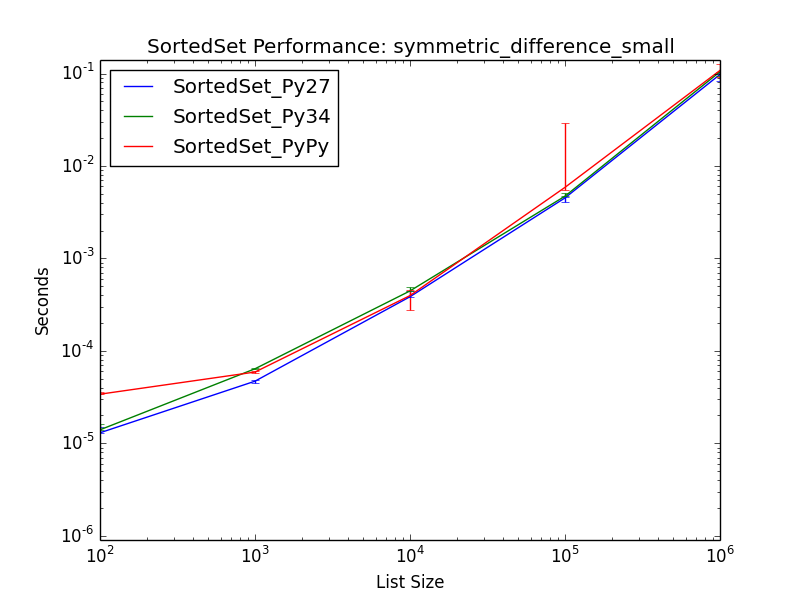 SortedSet Performance: symmetric_difference_small
SortedSet_Py27
SortedSet_Py34
SortedSet_PyPy
10^-1
10^-2
10^-3
10^-4
10^-5
10^-6
Seconds
10^2 10^3 10^4 10^5 10^6
List Size